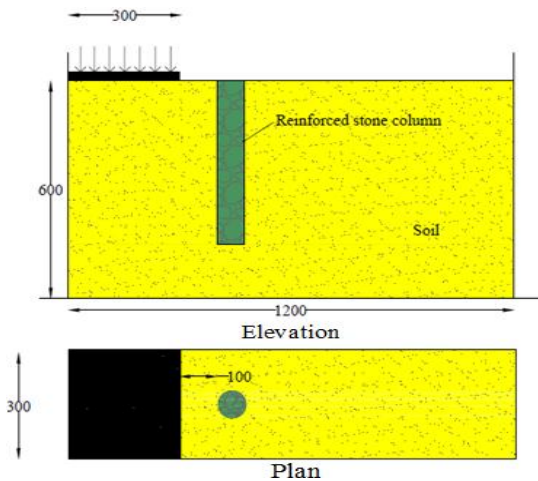 300
Reinforced stone column
600
Soil
1200
Elevation
100
300
Plan